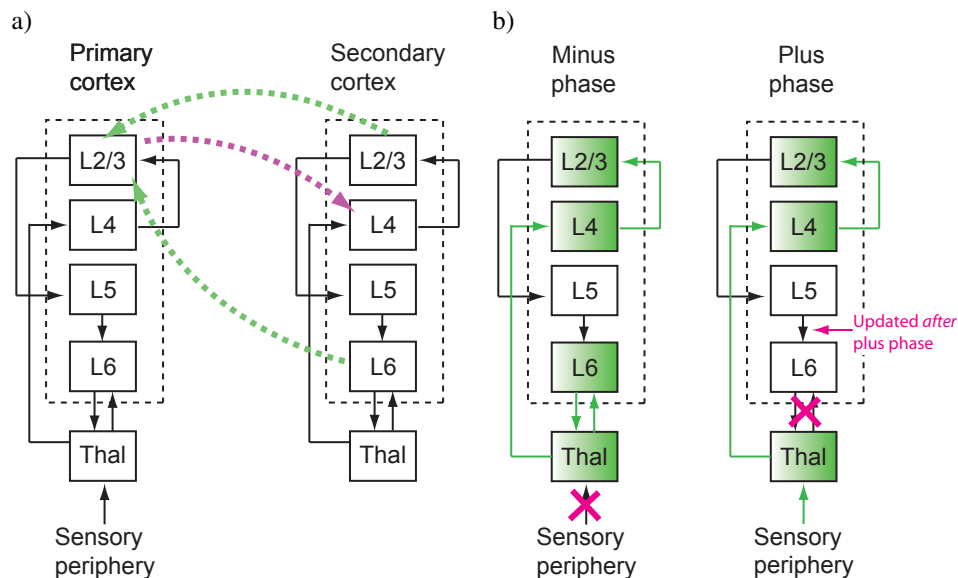 a)
Primary
cortex
Secondary
cortex
L2/3
L4
L5
L6
Thal
Sensory
periphery
L2/3
L4
L5
L6
Thal
b)
Minus
phase
Plus
phase
L2/3
L4
L5
L6
Thal
Sensory
periphery
L2/3
L4
L5
Updated after
plus phase
L6
Thal
Sensory
periphery